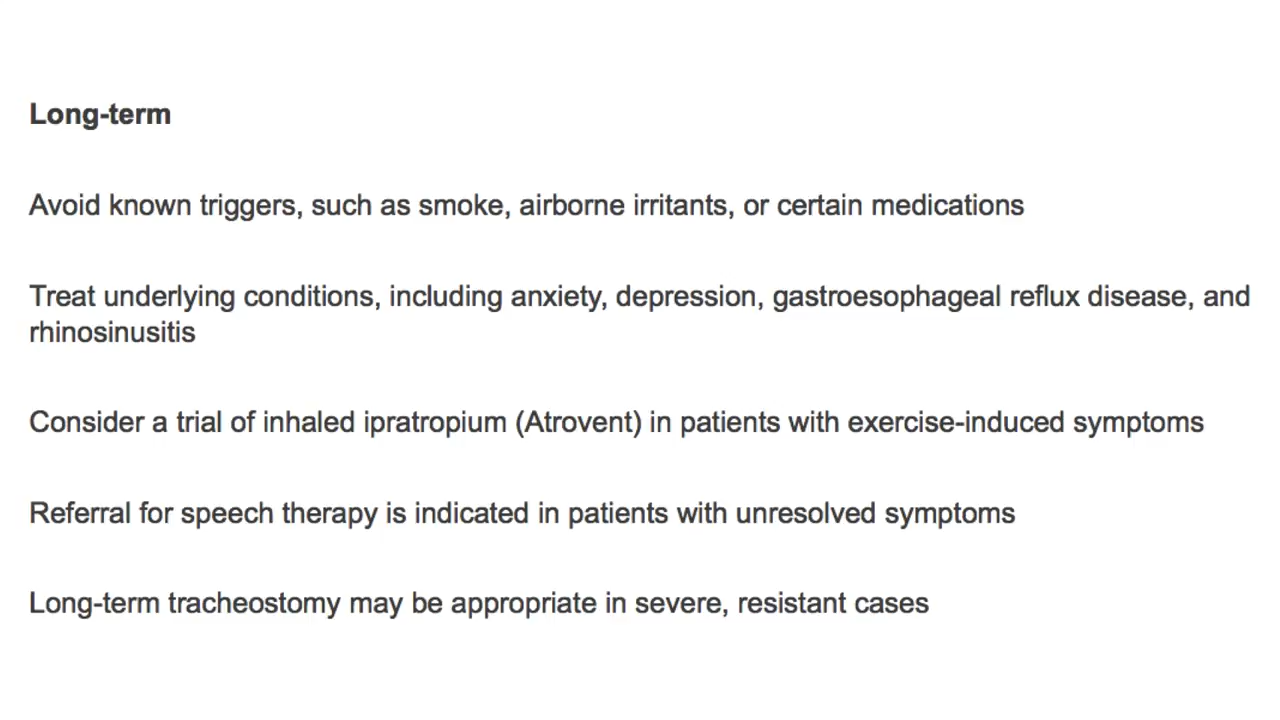 Long-term
Avoid known triggers, such as smoke, airborne irritants, or certain medications
Treat underlying conditions, including anxiety, depression, gastroesophageal reflux disease, and
rhinosinusitis
Consider a trial of inhaled ipratropium (Atrovent) in patients with exercise-induced symptoms
Referral for speech therapy is indicated in patients with unresolved symptoms
Long-term tracheostomy may be appropriate in severe, resistant cases